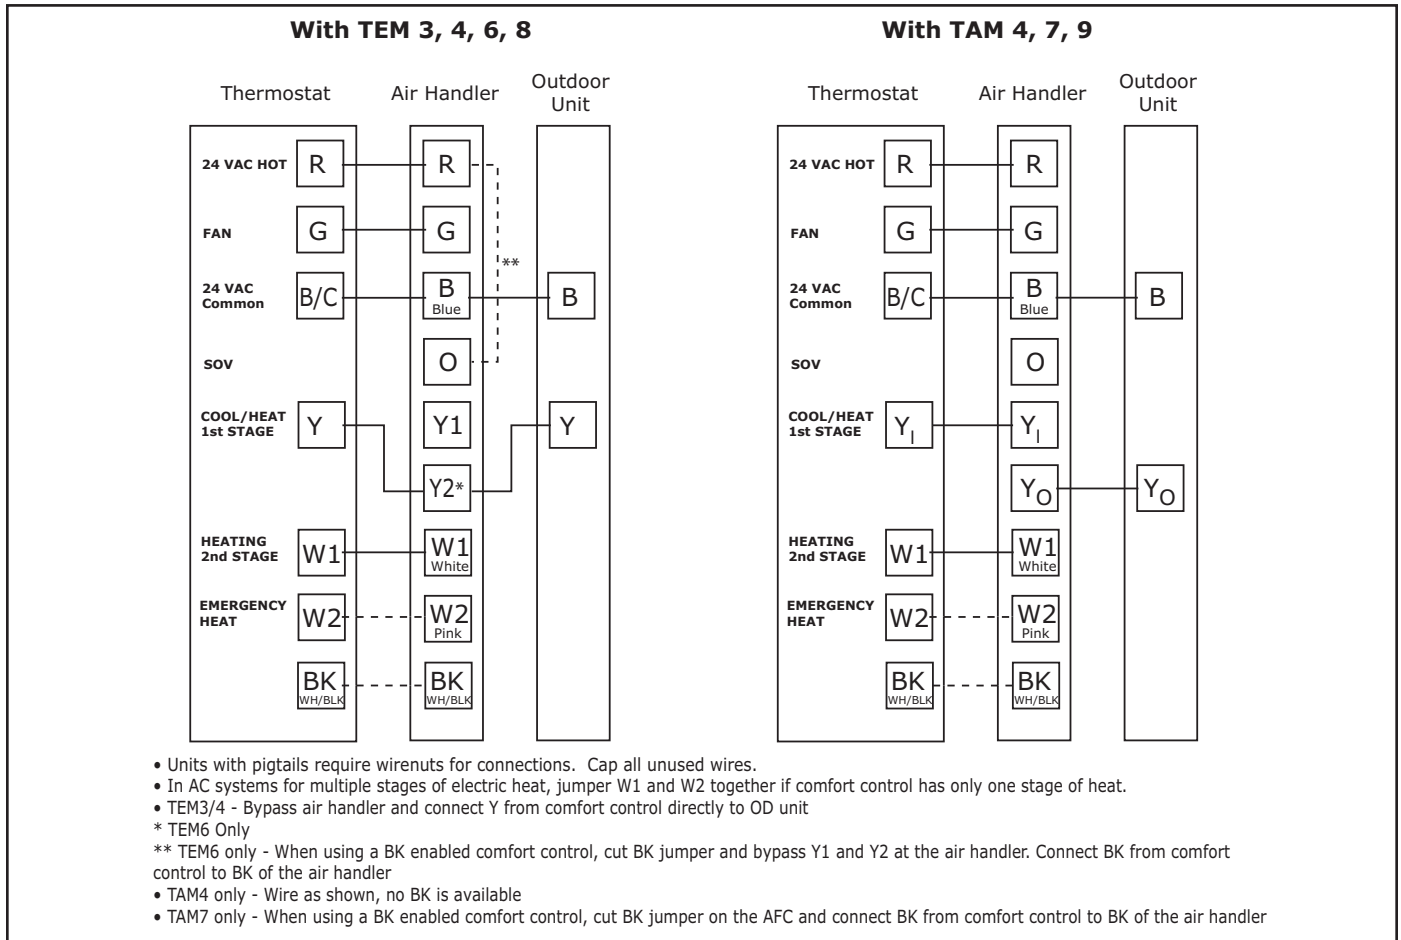 With TEM 3, 4, 6, 8
Thermostat
Air Handler
Outdoor
Unit
24 VAC HOT
R
R
FAN
G
G
**
24 VAC
Common
B/C
B
Blue
B
SOV
O
COOL/HEAT
1st STAGE
Y
Y1
Y
Y2*
HEATING
2nd STAGE
W1
W1
White
EMERGENCY
HEAT
W2
W2
Pink
BK
WH/BLK
BK
WH/BLK
With TAM 4, 7, 9
Thermostat
Air Handler
Outdoor
Unit
24 VAC HOT
R
R
FAN
G
G
24 VAC
Common
B/C
B
Blue
B
SOV
O
COOL/HEAT
1st STAGE
YI
YI
YO
YO
HEATING
2nd STAGE
W1
W1
White
EMERGENCY
HEAT
W2
W2
Pink
BK
WH/BLK
BK
WH/BLK
• Units with pigtails require wirenuts for connections. Cap all unused wires.
• In AC systems for multiple stages of electric heat, jumper W1 and W2 together if comfort control has only one stage of heat.
• TEM3/4 - Bypass air handler and connect Y from comfort control directly to OD unit
* TEM6 Only
** TEM6 only - When using a BK enabled comfort control, cut BK jumper and bypass Y1 and Y2 at the air handler. Connect BK from comfort
control to BK of the air handler
• TAM4 only - Wire as shown, no BK is available
• TAM7 only - When using a BK enabled comfort control, cut BK jumper on the AFC and connect BK from comfort control to BK of the air handler